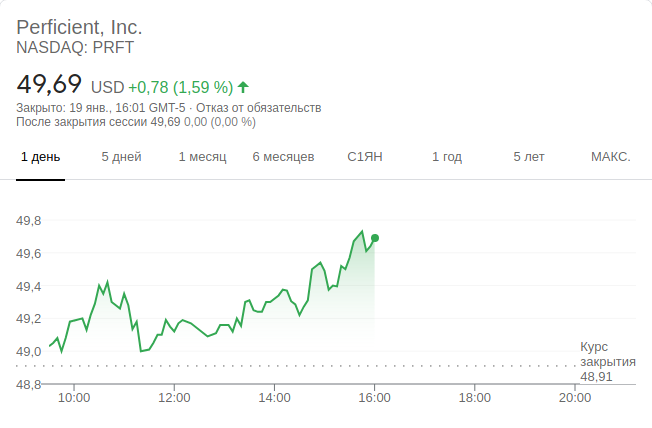 Perficient, Inc.
NASDAQ: PRFT
49,69 USD +0,78 (1,59 %)
Закрыто: 19 янв., 16:01 GMT-5 · Отказ от обязательств
После закрытия сессии 49,69 0,00 (0,00 %)
1 день 5 дней 1 месяц 6 месяцев С1ЯН 1 год 5 лет МАКС.
49,8
49,6
49,4
49,2
49,0
48,8
Курс
закрытия
48,91
10:00 12:00 14:00 16:00 18:00 20:00